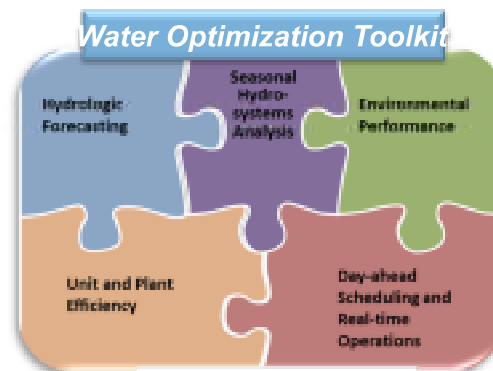 Water Optimization Toolkit
Hydrologic
Forecasting
Seasonal
Hydro-
systems
Analysis
Environmental
Performance
Unit and Plant
Efficiency
Day-ahead
Scheduling and
Real-time
Operations